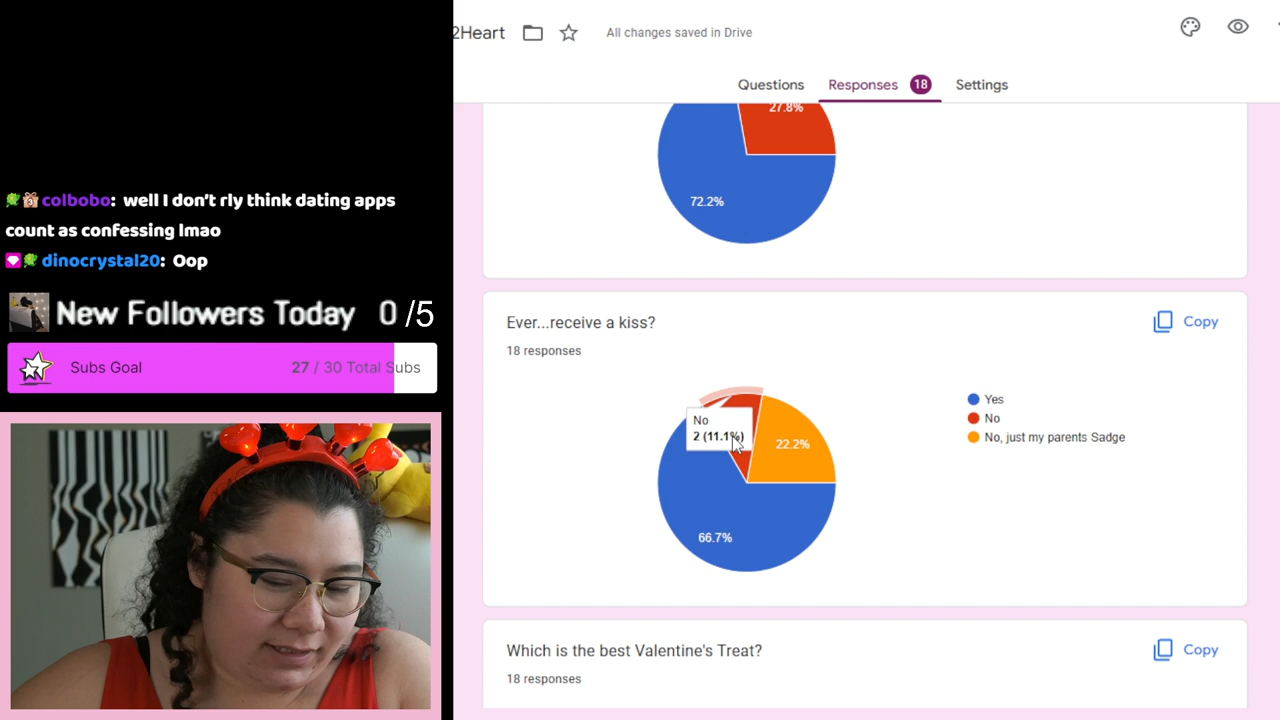 2Heart
All changes saved in Drive
Questions
Responses 18
Settings
27.8%
72.2%
colbobo: well I don't rly think dating apps
count as confessing lmao
dinocrystal20: Oop
New Followers Today 0 /5
Subs Goal 27 / 30 Total Subs
Ever...receive a kiss?
Copy
18 responses
No
2 (11.1%)
22.2%
66.7%
Yes
No
No, just my parents Sadge
Which is the best Valentine's Treat?
Copy
18 responses